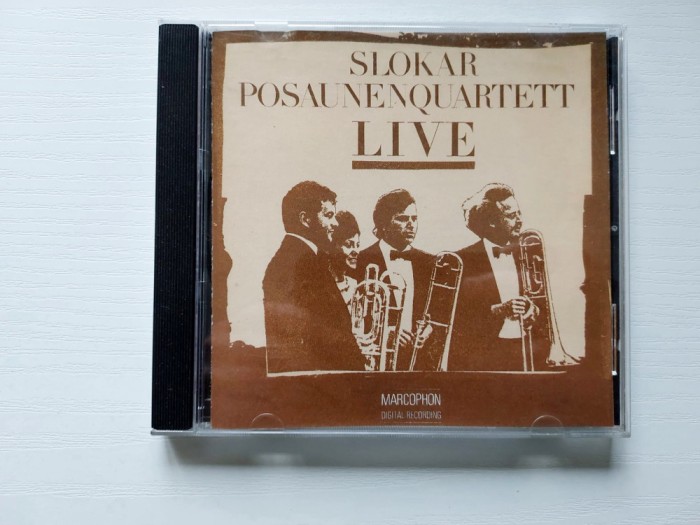 SLOKAR
POSAUNENQUARTETT
LIVE
MARCOPHON
DIGITAL RECORDING